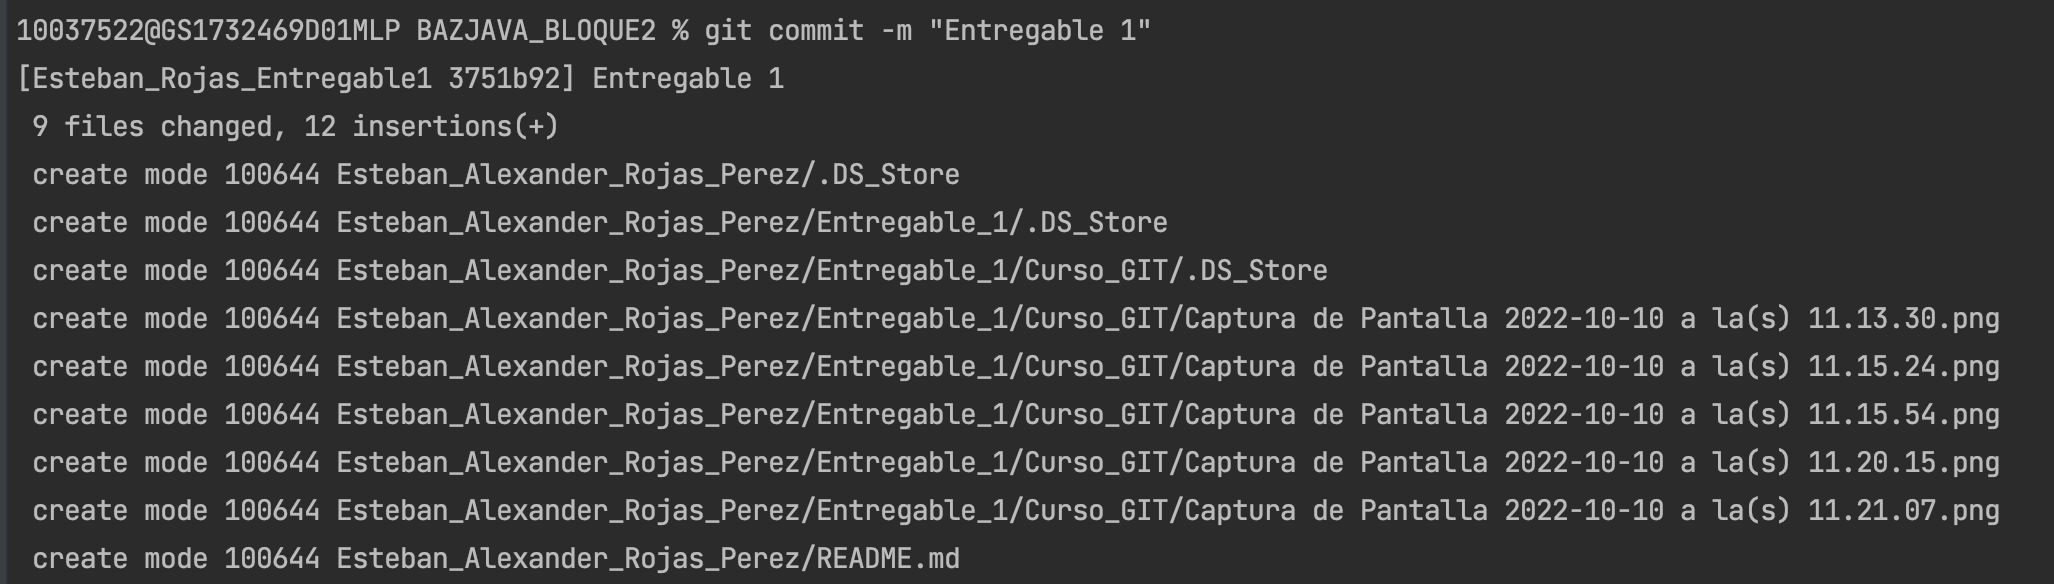 10037522@GS1732469D01MLP BAZJAVA_BLOQUE2 % git commit -m "Entregable 1"
[Esteban_Rojas_Entregable1 3751b92] Entregable 1
 9 files changed, 12 insertions(+)
 create mode 100644 Esteban_Alexander_Rojas_Perez/.DS_Store
 create mode 100644 Esteban_Alexander_Rojas_Perez/Entregable_1/.DS_Store
 create mode 100644 Esteban_Alexander_Rojas_Perez/Entregable_1/Curso_GIT/.DS_Store
 create mode 100644 Esteban_Alexander_Rojas_Perez/Entregable_1/Curso_GIT/Captura de Pantalla 2022-10-10 a la(s) 11.13.30.png
 create mode 100644 Esteban_Alexander_Rojas_Perez/Entregable_1/Curso_GIT/Captura de Pantalla 2022-10-10 a la(s) 11.15.24.png
 create mode 100644 Esteban_Alexander_Rojas_Perez/Entregable_1/Curso_GIT/Captura de Pantalla 2022-10-10 a la(s) 11.15.54.png
 create mode 100644 Esteban_Alexander_Rojas_Perez/Entregable_1/Curso_GIT/Captura de Pantalla 2022-10-10 a la(s) 11.20.15.png
 create mode 100644 Esteban_Alexander_Rojas_Perez/Entregable_1/Curso_GIT/Captura de Pantalla 2022-10-10 a la(s) 11.21.07.png
 create mode 100644 Esteban_Alexander_Rojas_Perez/README.md